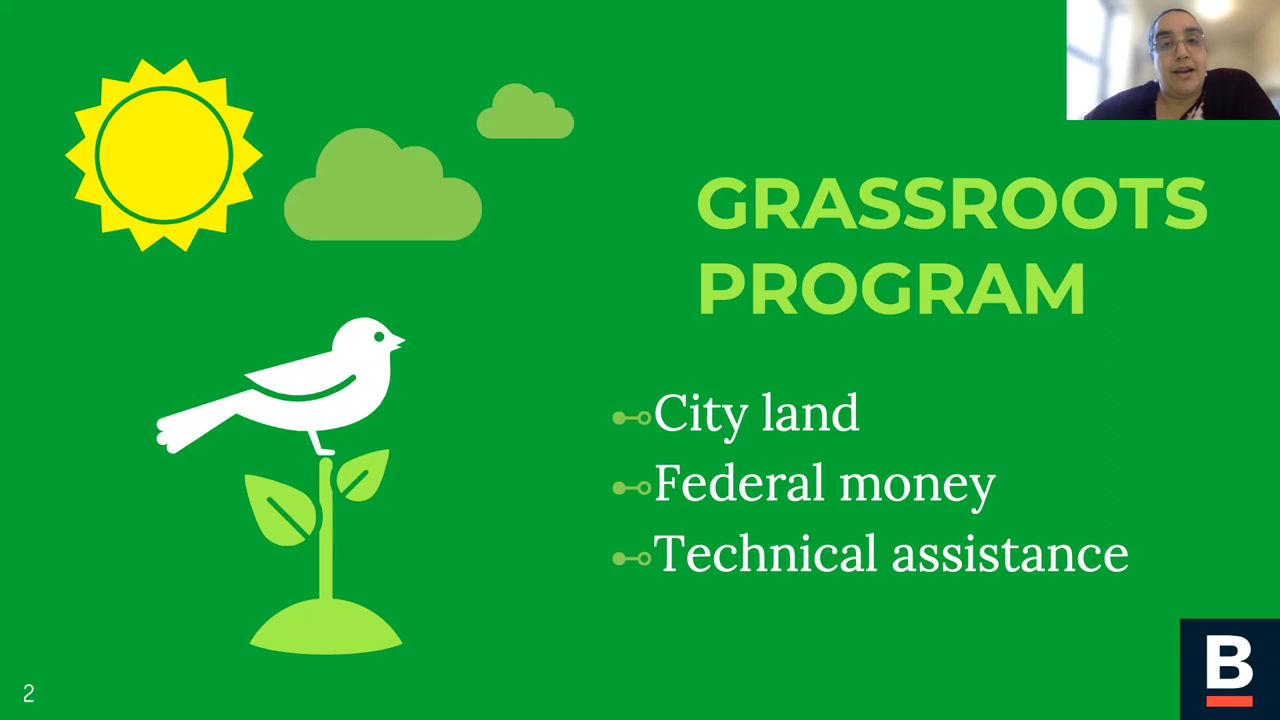 GRASSROOTS
PROGRAM
City land
Federal money
Technical assistance
B
2